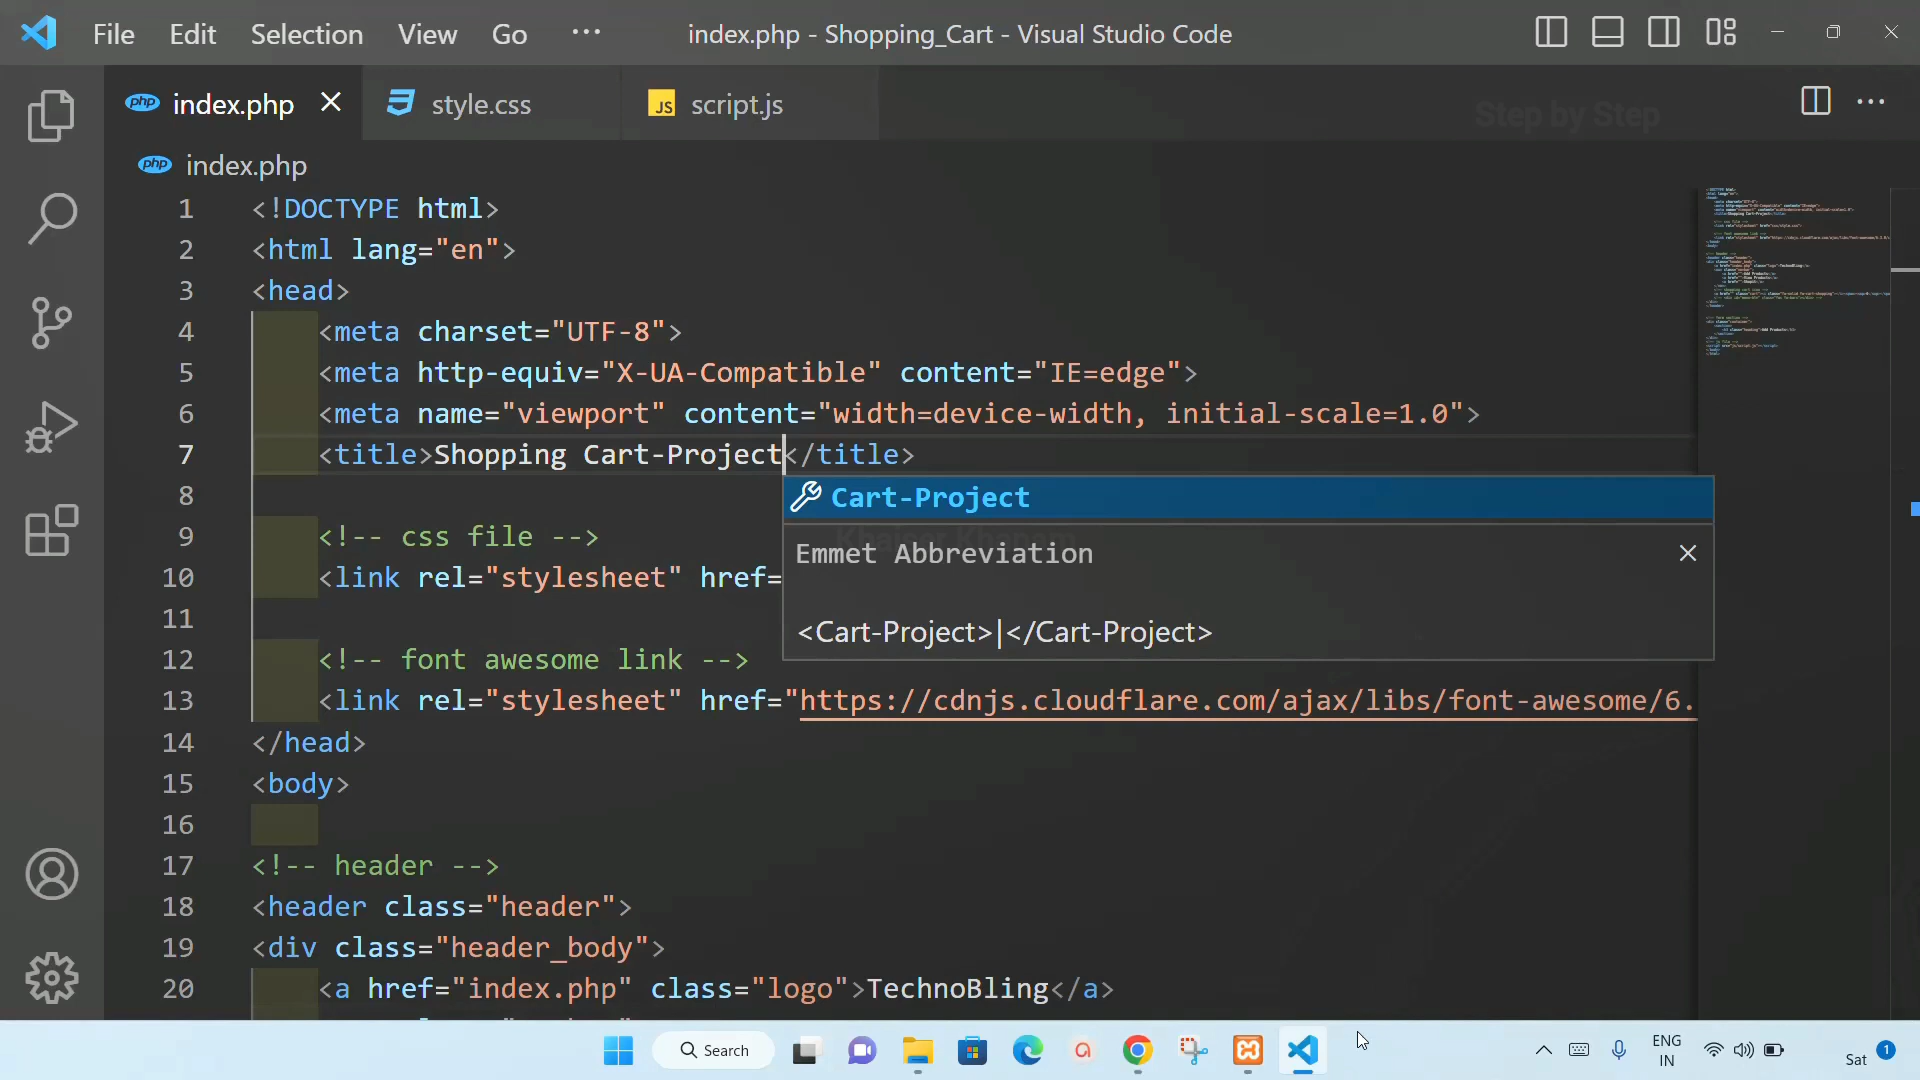 File Edit Selection View Go ··· index.php - Shopping_Cart - Visual Studio Code
php index.php style.css JS script.js
Step by Step
php index.php
1 <!DOCTYPE html>
2 <html lang="en">
3 <head>
4 <meta charset="UTF-8">
5 <meta http-equiv="X-UA-Compatible" content="IE=edge">
6 <meta name="viewport" content="width=device-width, initial-scale=1.0">
7 <title>Shopping Cart-Project</title>
8 Cart-Project
9 <!-- css file -->
Khaiser Khanam
Emmet Abbreviation
10 <link rel="stylesheet" href=
11
<Cart-Project>|</Cart-Project>
12 <!-- font awesome link -->
13 <link rel="stylesheet" href="https://cdnjs.cloudflare.com/ajax/libs/font-awesome/6.
14 </head>
15 <body>
16
17 <!-- header -->
18 <header class="header">
19 <div class="header_body">
20 <a href="index.php" class="logo">TechnoBling</a>
Search
ENG
IN
Sat 1